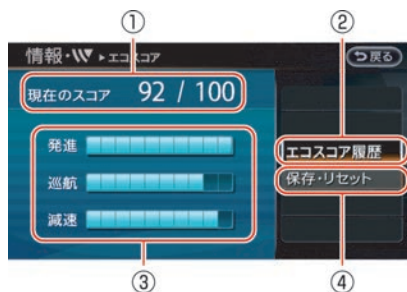 ① ②
情報・ ▸ エコスコア 戻る
現在のスコア 92 / 100
発進
巡航
減速
エコスコア履歴
保存・リセット
③ ④